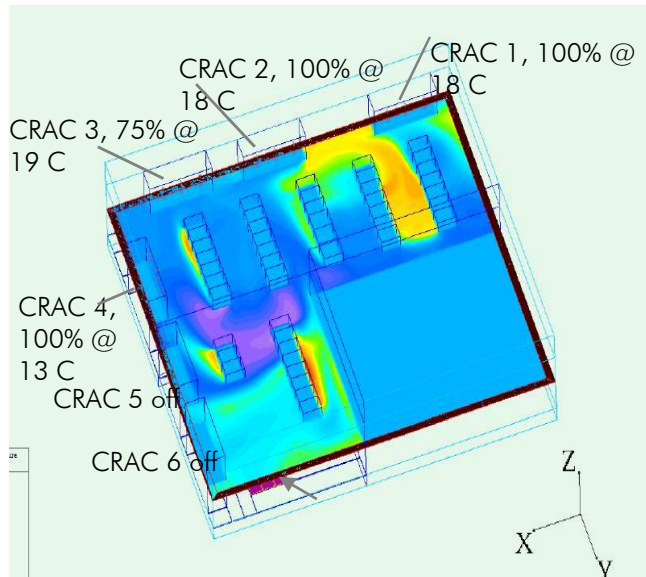 CRAC 1, 100% @
18 C
CRAC 2, 100% @
18 C
CRAC 3, 75% @
19 C
CRAC 4,
100% @
13 C
CRAC 5 off
CRAC 6 off
Z
X
Y